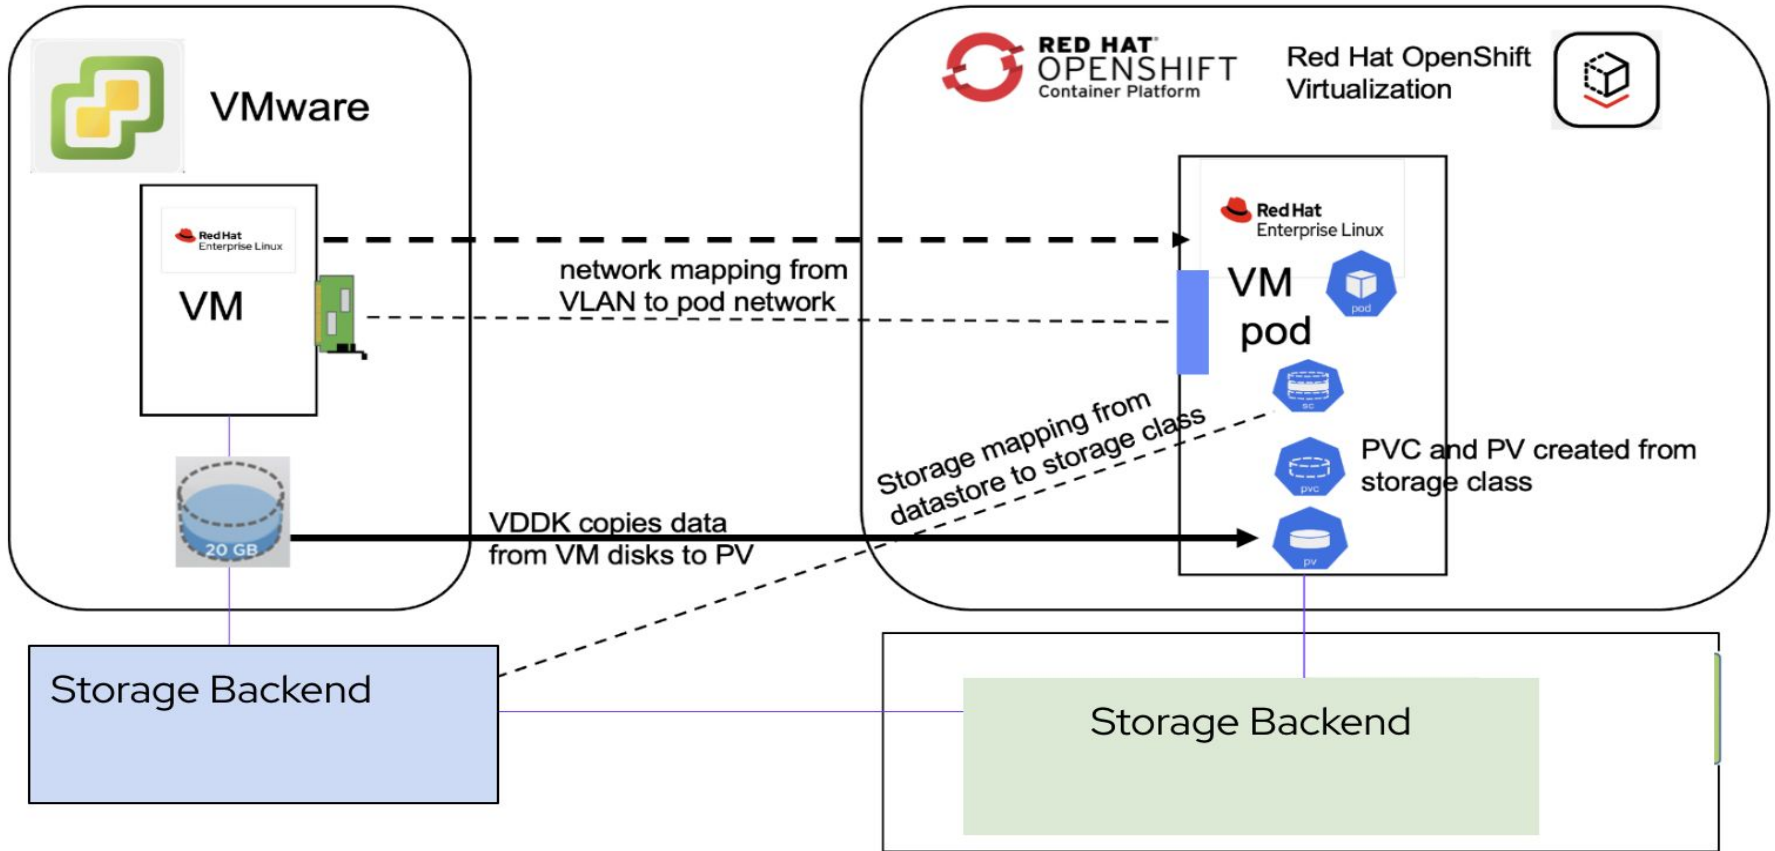 VMware
RED HAT
OPENSHIFT
Container Platform
Red Hat OpenShift
Virtualization
Red Hat
Enterprise Linux
VM
network mapping from
VLAN to pod network
Red Hat
Enterprise Linux
VM
pod
pod
sc
Storage mapping from
datastore to storage class
pvc
PVC and PV created from
storage class
20 GB
VDDK copies data
from VM disks to PV
pv
Storage Backend
Storage Backend